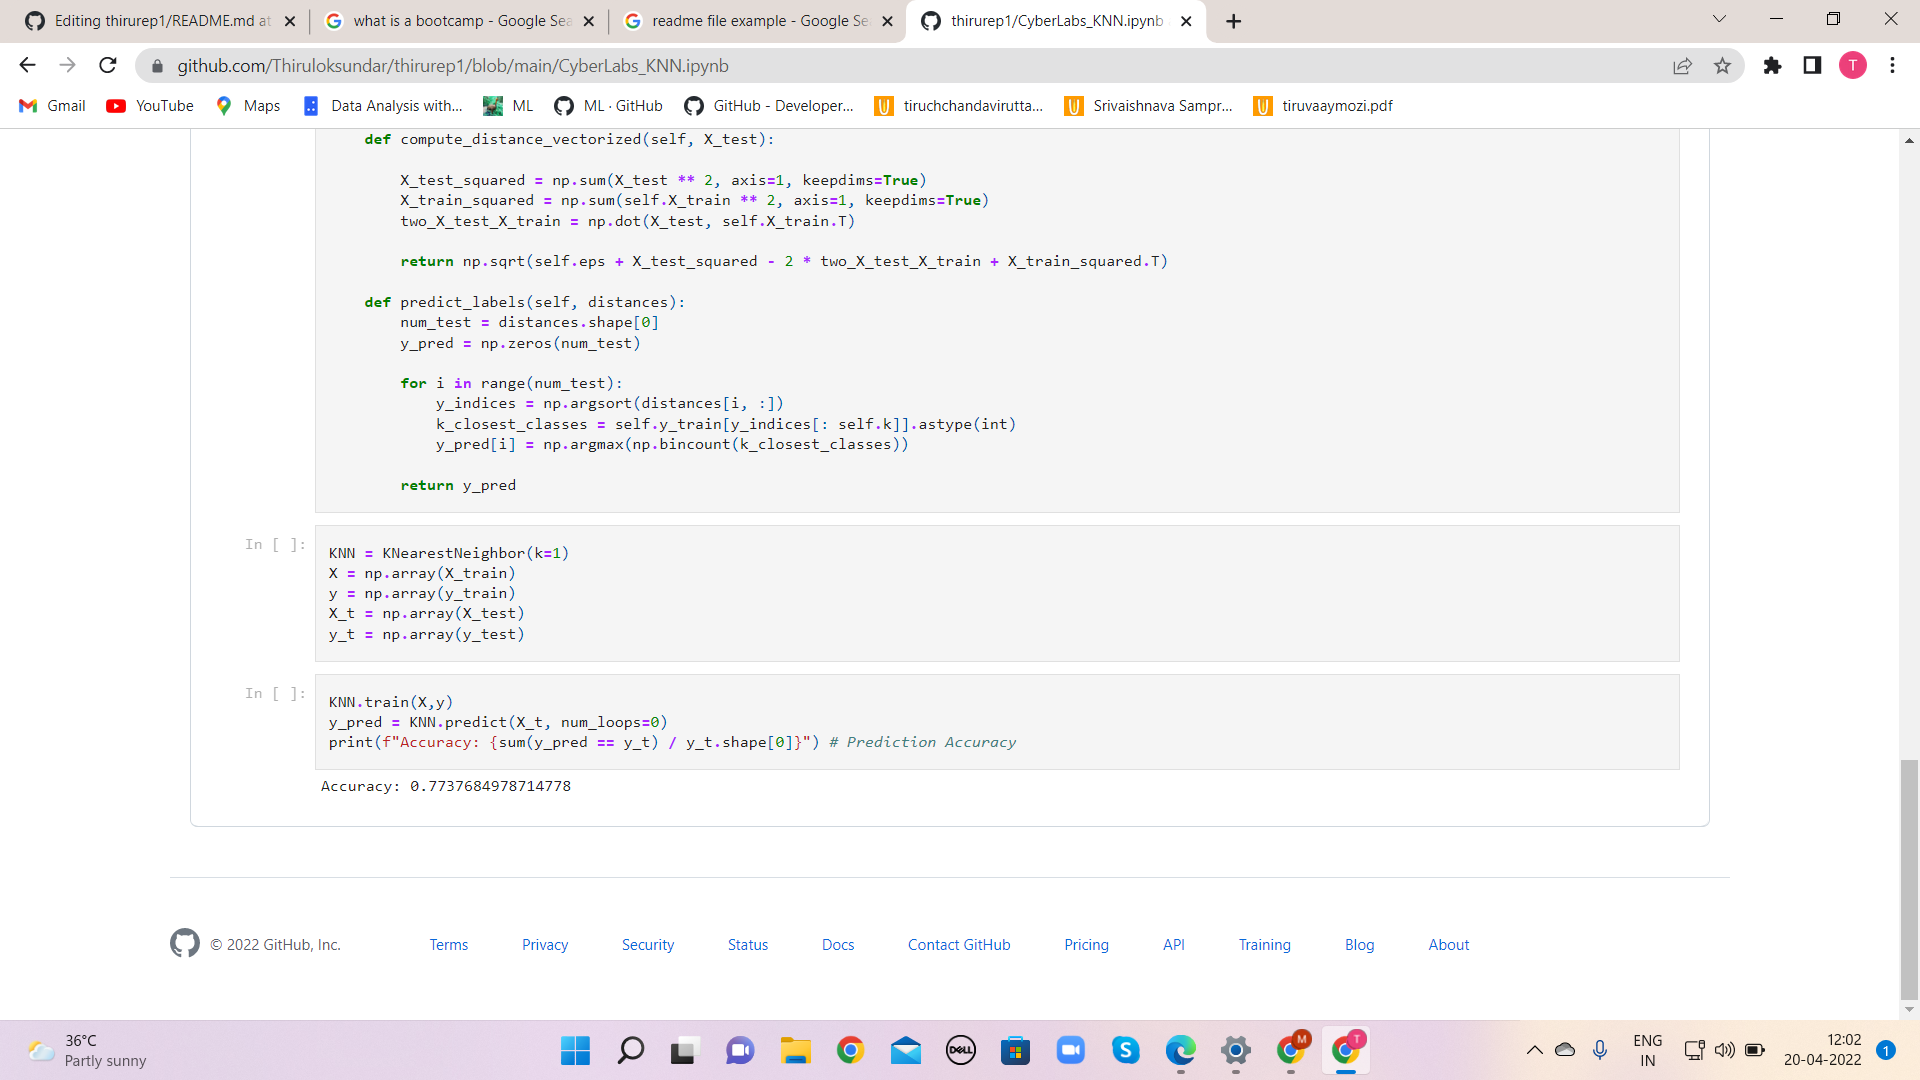 Editing thirurep1/README.md at
what is a bootcamp - Google Sea
readme file example - Google Se
thirurep1/CyberLabs_KNN.ipynb
github.com/Thiruloksundar/thirurep1/blob/main/CyberLabs_KNN.ipynb
T
Gmail YouTube Maps Data Analysis with... ML ML · GitHub GitHub - Developer... tiruchchandavirutta... Srivaishnava Sampr... tiruvaaymozi.pdf
def compute_distance_vectorized(self, X_test):
X_test_squared = np.sum(X_test ** 2, axis=1, keepdims=True)
X_train_squared = np.sum(self.X_train ** 2, axis=1, keepdims=True)
two_X_test_X_train = np.dot(X_test, self.X_train.T)
return np.sqrt(self.eps + X_test_squared - 2 * two_X_test_X_train + X_train_squared.T)
def predict_labels(self, distances):
num_test = distances.shape[0]
y_pred = np.zeros(num_test)
for i in range(num_test):
y_indices = np.argsort(distances[i, :])
k_closest_classes = self.y_train[y_indices[: self.k]].astype(int)
y_pred[i] = np.argmax(np.bincount(k_closest_classes))
return y_pred
In [ ]:
KNN = KNearestNeighbor(k=1)
X = np.array(X_train)
y = np.array(y_train)
X_t = np.array(X_test)
y_t = np.array(y_test)
In [ ]:
KNN.train(X,y)
y_pred = KNN.predict(X_t, num_loops=0)
print(f"Accuracy: {sum(y_pred == y_t) / y_t.shape[0]}") # Prediction Accuracy
Accuracy: 0.7737684978714778
© 2022 GitHub, Inc. Terms Privacy Security Status Docs Contact GitHub Pricing API Training Blog About
36°C
Partly sunny
DELL
S
M
T
ENG
IN
12:02
20-04-2022
1